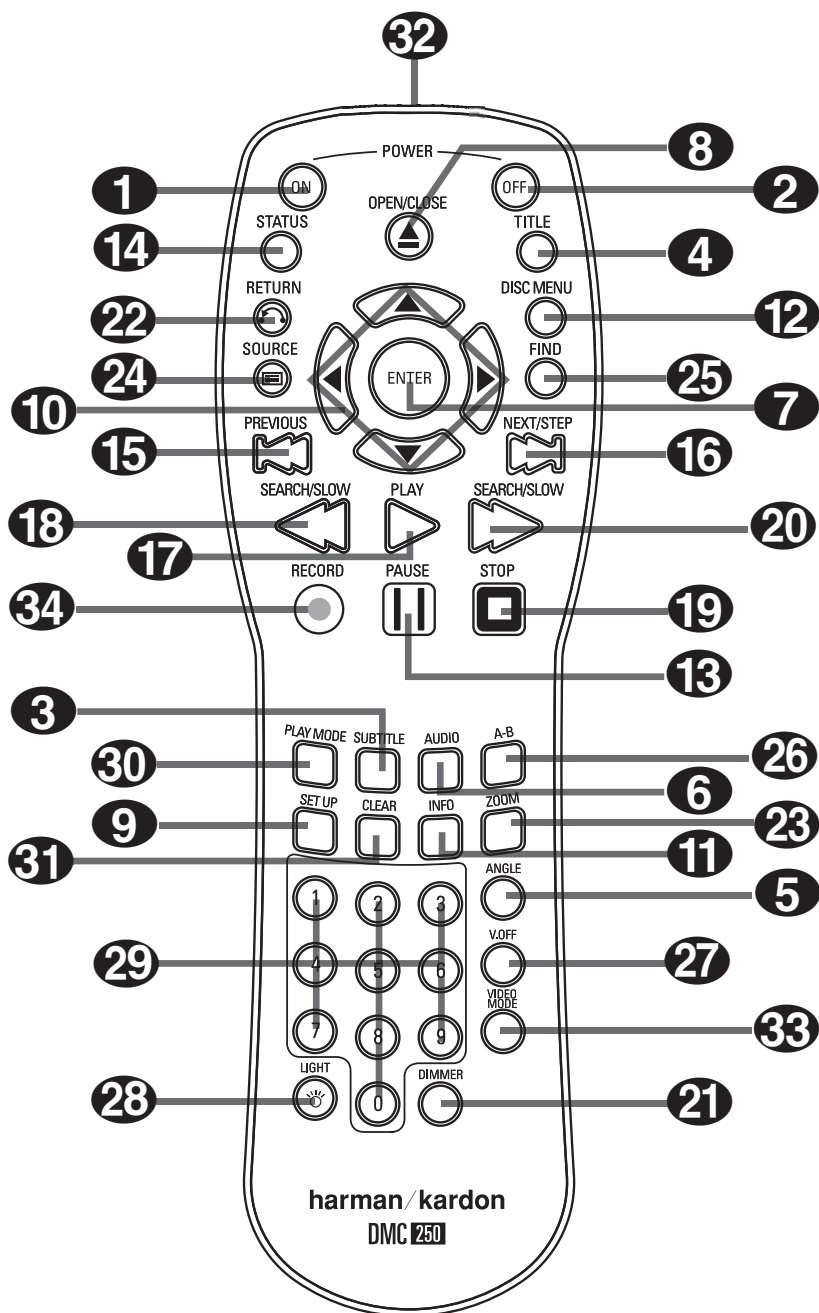 32
POWER
8
1
ON
OFF
2
OPEN/CLOSE
STATUS
TITLE
14
4
RETURN
DISC MENU
22
12
SOURCE
FIND
24
ENTER
25
10
7
PREVIOUS
NEXT/STEP
15
16
SEARCH/SLOW
PLAY
SEARCH/SLOW
18
20
17
RECORD
PAUSE
STOP
34
19
13
3
PLAY MODE
SUBTITLE
AUDIO
A-B
30
26
6
SET UP
CLEAR
INFO
ZOOM
9
23
31
11
ANGLE
1
2
3
5
V.OFF
29
4
5
6
27
VIDEO
MODE
7
8
9
33
LIGHT
DIMMER
28
0
21
harman/kardon
DMC 250